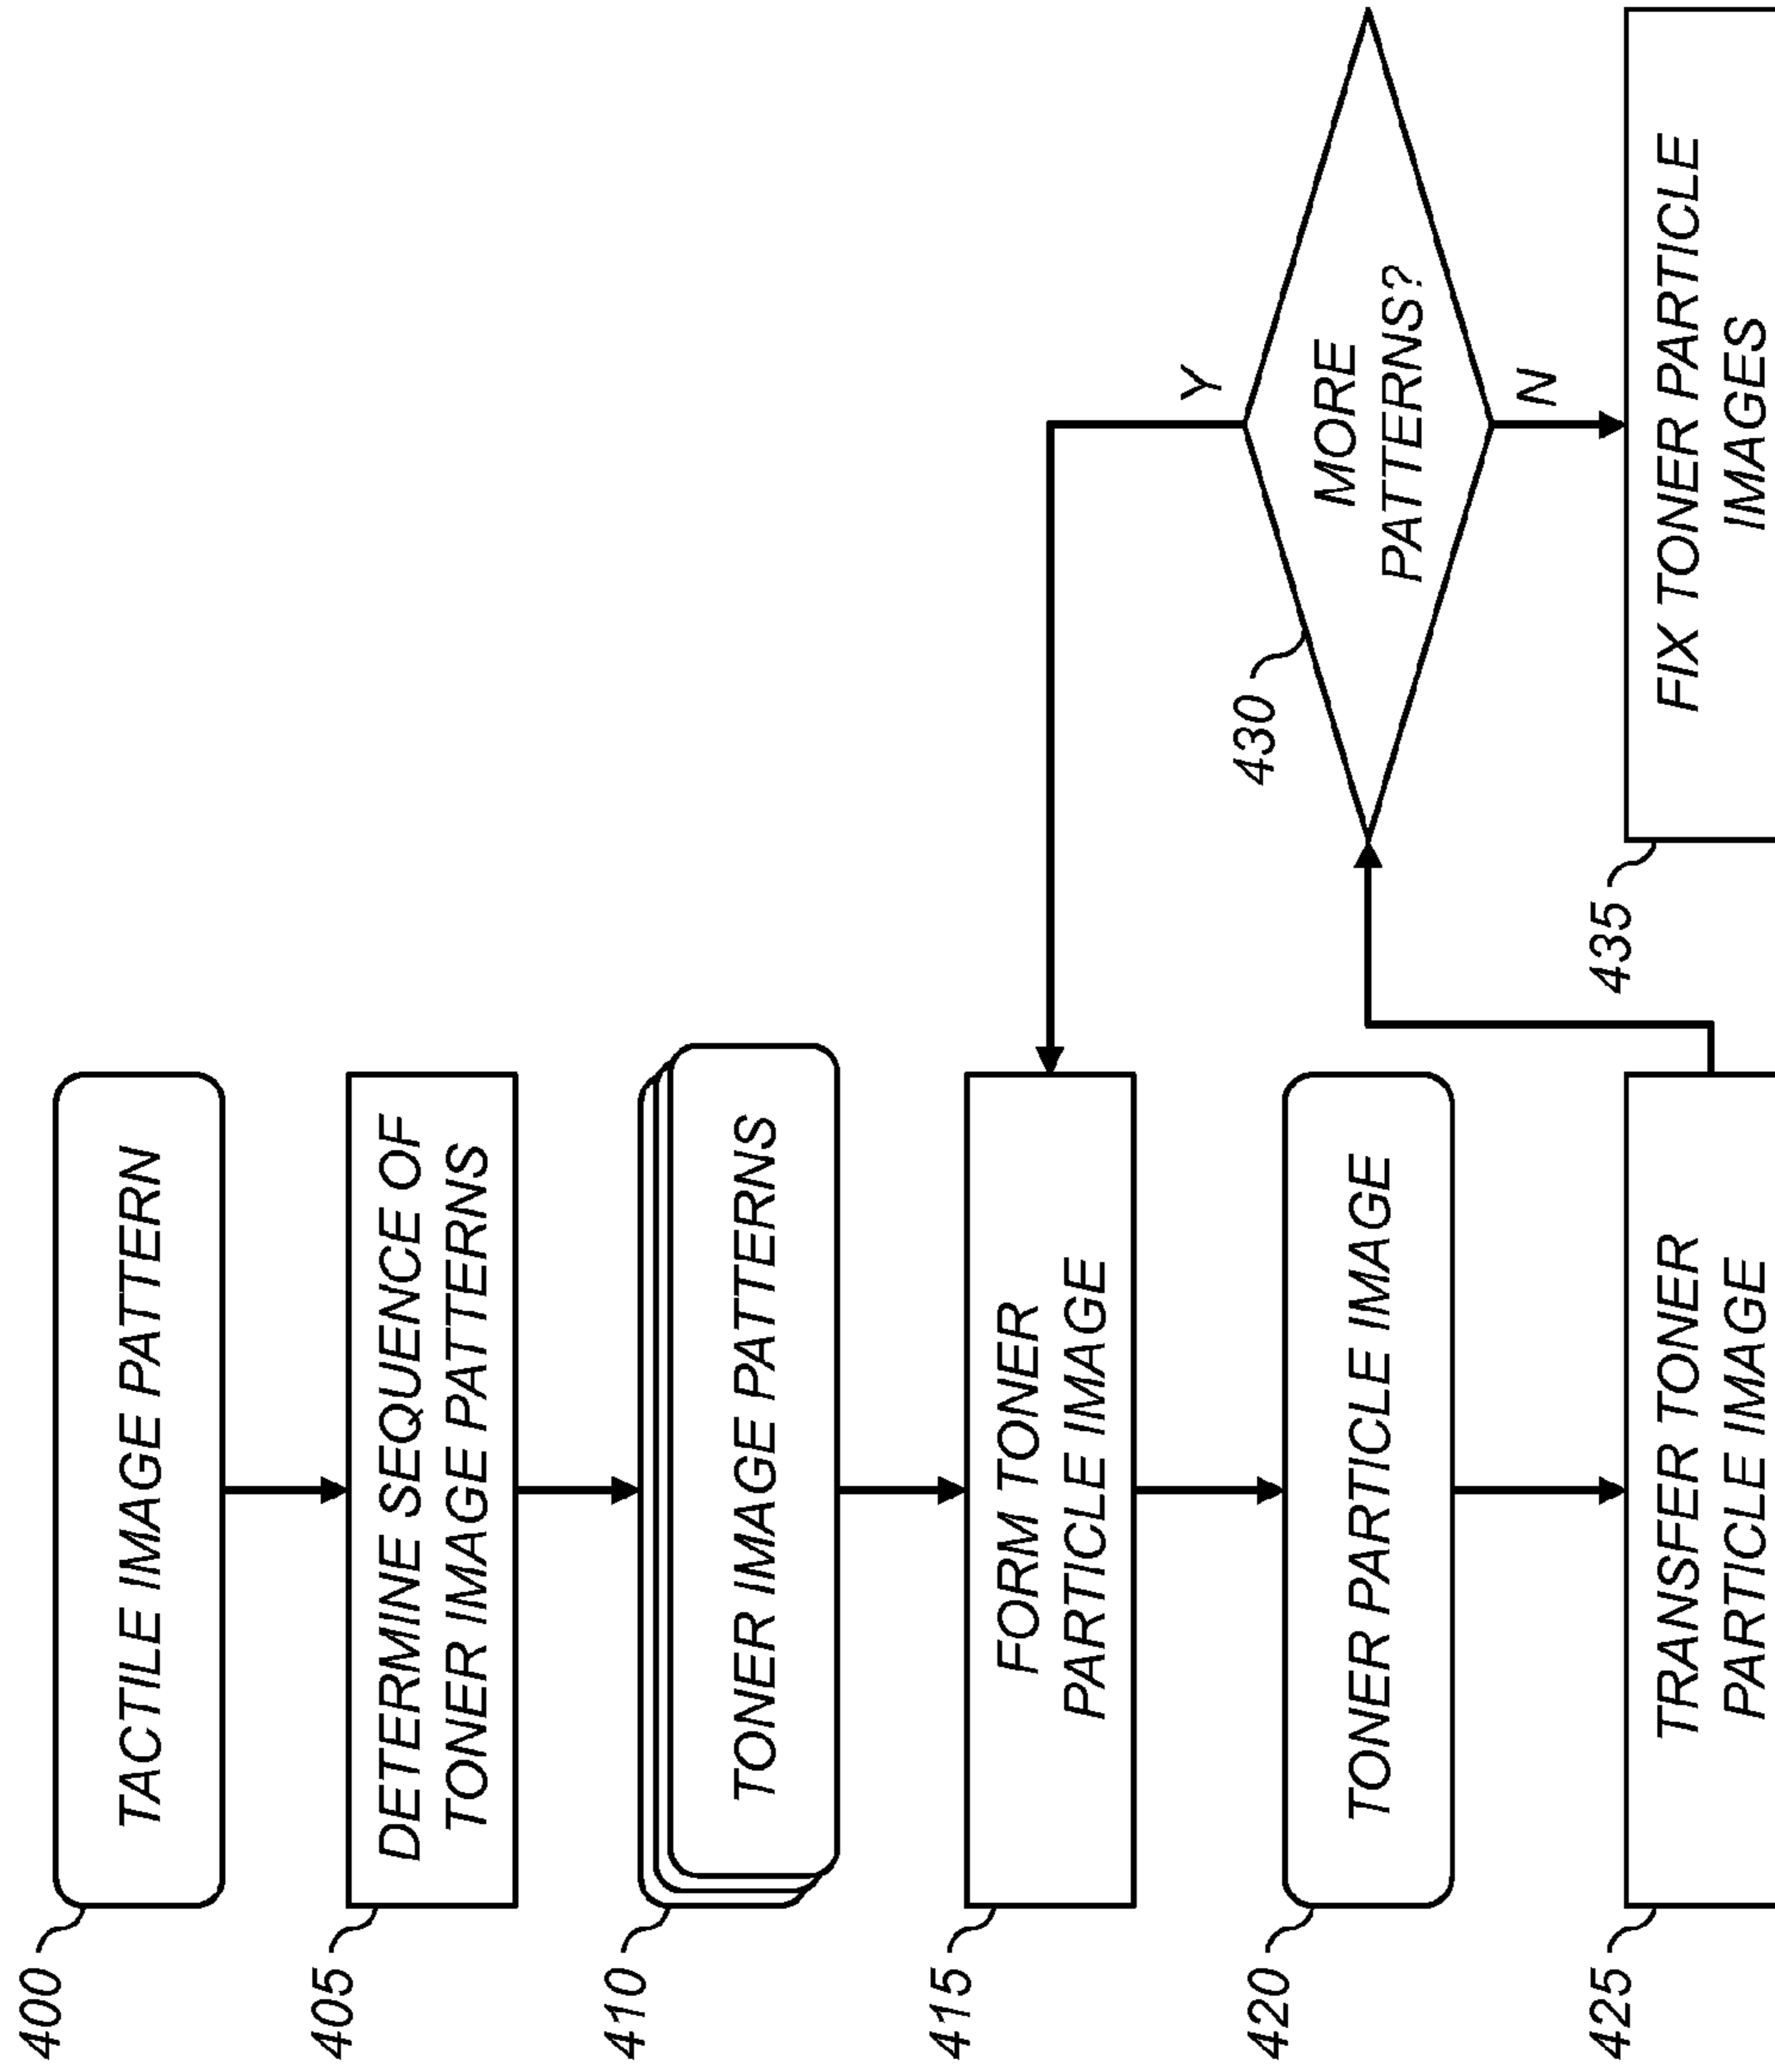 400
TACTILE IMAGE PATTERN
405
DETERMINE SEQUENCE OF
TONER IMAGE PATTERNS
410
TONER IMAGE PATTERNS
415
FORM TONER
PARTICLE IMAGE
420
TONER PARTICLE IMAGE
425
TRANSFER TONER
PARTICLE IMAGE
430
MORE
PATTERNS?
Y
N
435
FIX TONER PARTICLE
IMAGES